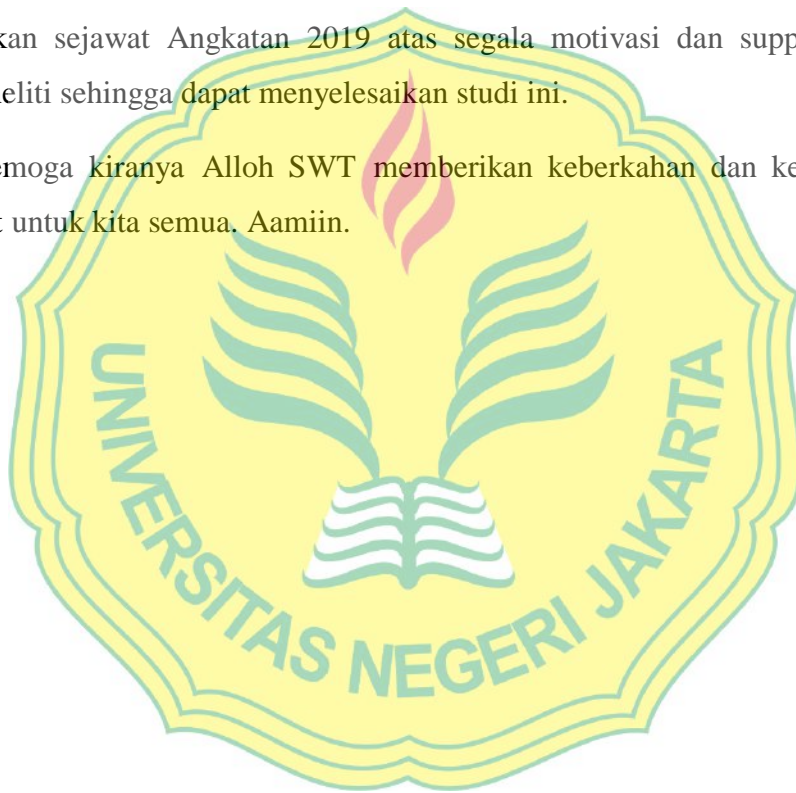 kan sejawat Angkatan 2019 atas segala motivasi dan supp
eliti sehingga dapat menyelesaikan studi ini.
emoga kiranya Alloh SWT memberikan keberkahan dan ke
t untuk kita semua. Aamiin.
UNIVERSITAS NEGERI JAKARTA